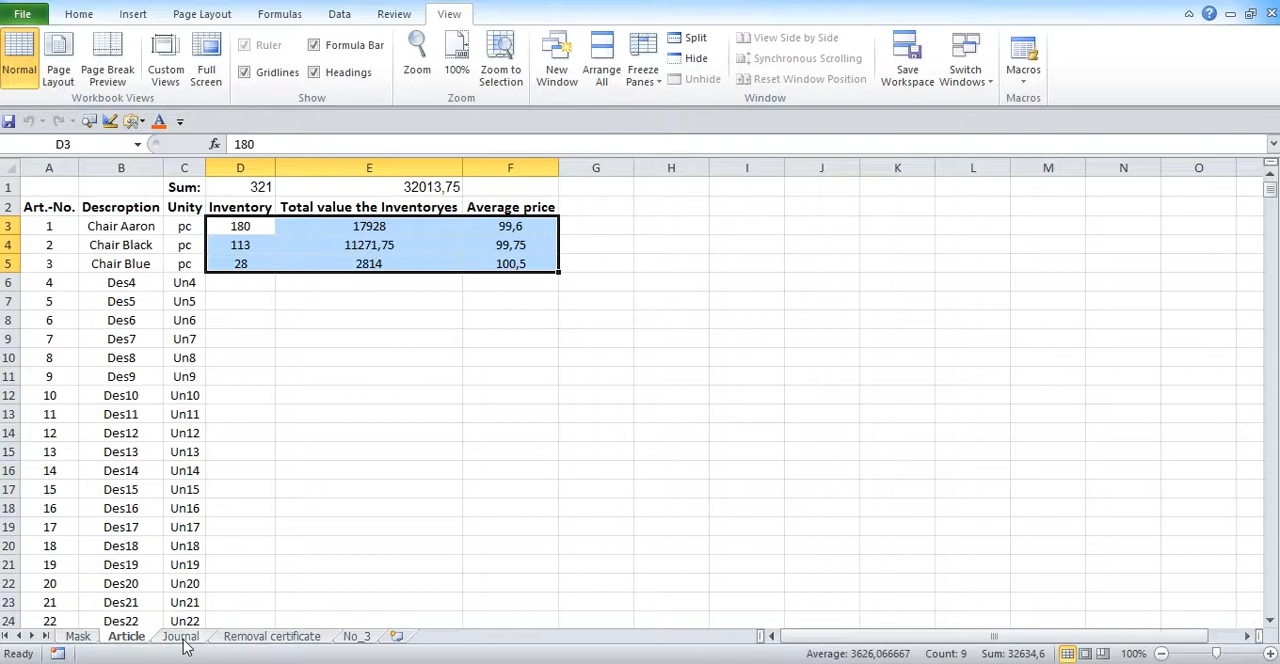 File Home Insert Page Layout Formulas Data Review View
Normal Page Layout Page Break Preview Custom Views Full Screen
Workbook Views
Ruler Formula Bar
Gridlines Headings
Show
Zoom 100% Zoom to Selection
Zoom
New Window Arrange All Freeze Panes
Split
Hide
Unhide
View Side by Side
Synchronous Scrolling
Reset Window Position
Window
Save Workspace Switch Windows
Macros
Macros
D3 fx 180
A B C D E F G H I J K L M N O
1 Sum: 321 32013,75
2 Art.-No. Descroption Unity Inventory Total value the Inventoryes Average price
3 1 Chair Aaron pc 180 17928 99,6
4 2 Chair Black pc 113 11271,75 99,75
5 3 Chair Blue pc 28 2814 100,5
6 4 Des4 Un4
7 5 Des5 Un5
8 6 Des6 Un6
9 7 Des7 Un7
10 8 Des8 Un8
11 9 Des9 Un9
12 10 Des10 Un10
13 11 Des11 Un11
14 12 Des12 Un12
15 13 Des13 Un13
16 14 Des14 Un14
17 15 Des15 Un15
18 16 Des16 Un16
19 17 Des17 Un17
20 18 Des18 Un18
21 19 Des19 Un19
22 20 Des20 Un20
23 21 Des21 Un21
24 22 Des22 Un22
Mask Article Journal Removal certificate No_3
Ready Average: 3626,066667 Count: 9 Sum: 32634,6 100%